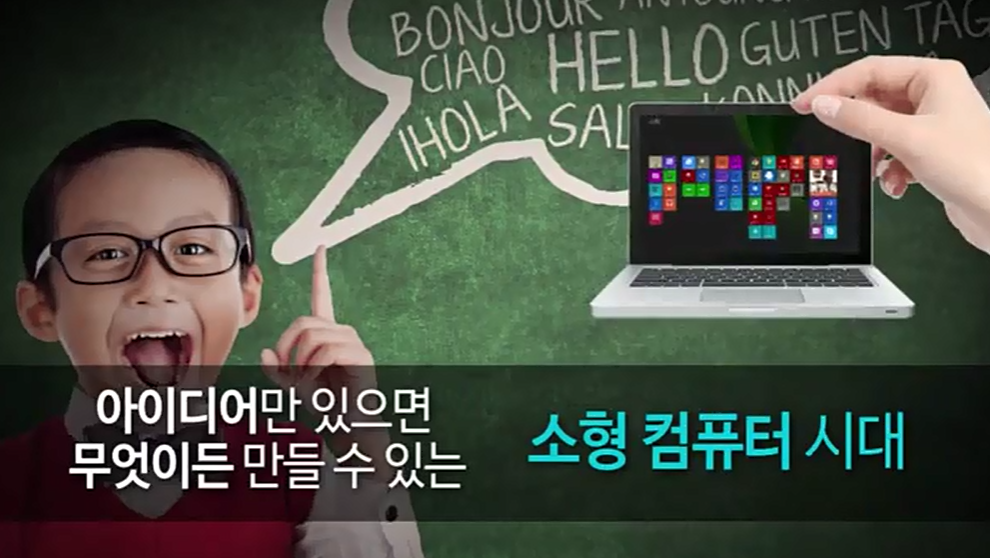 BONJOUR
CIAO HELLO GUTEN TAG
!HOLA
아이디어만 있으면
무엇이든 만들 수 있는
소형 컴퓨터 시대